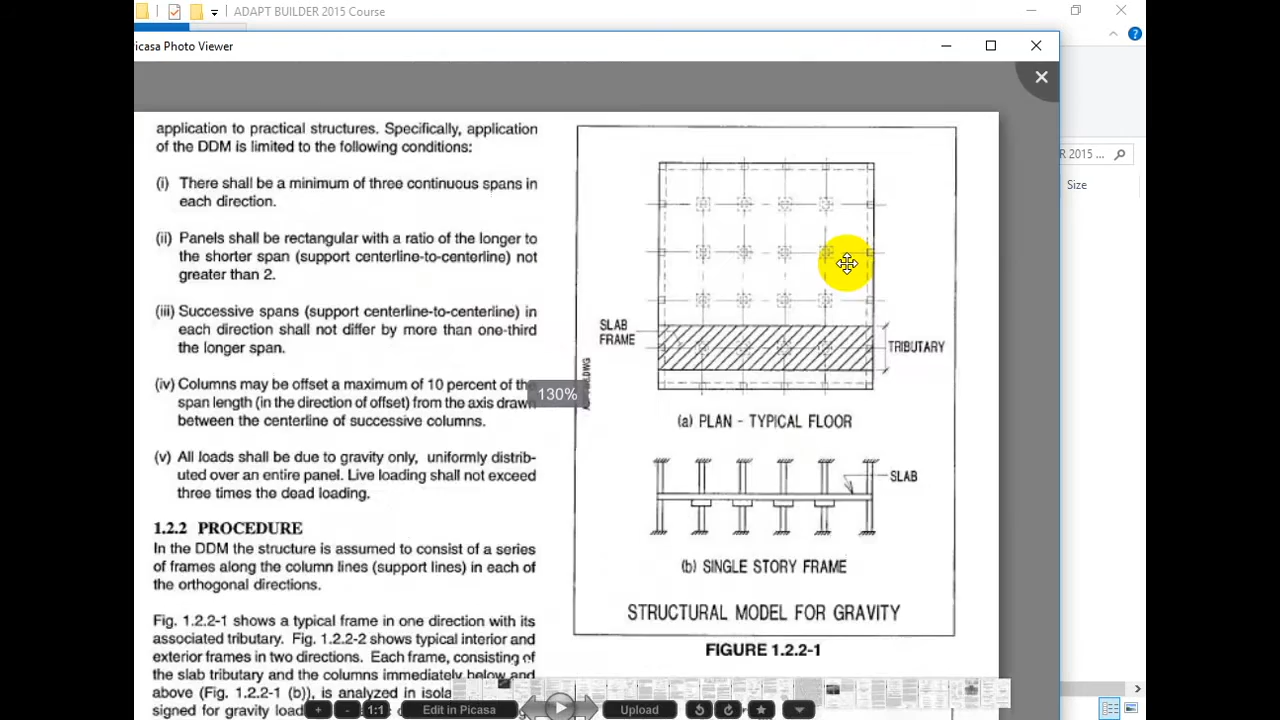 ADAPT BUILDER 2015 Course
icasa Photo Viewer
R 2015 ...
Size
application to practical structures. Specifically, application
of the DDM is limited to the following conditions:
(i) There shall be a minimum of three continuous spans in
each direction.
(ii) Panels shall be rectangular with a ratio of the longer to
the shorter span (support centerline-to-centerline) not
greater than 2.
(iii) Successive spans (support centerline-to-centerline) in
each direction shall not differ by more than one-third
the longer span.
(iv) Columns may be offset a maximum of 10 percent of the
span length (in the direction of offset) from the axis drawn
between the centerline of successive columns.
(v) All loads shall be due to gravity only, uniformly distrib-
uted over an entire panel. Live loading shall not exceed
three times the dead loading.
1.2.2 PROCEDURE
In the DDM the structure is assumed to consist of a series
of frames along the column lines (support lines) in each of
the orthogonal directions.
Fig. 1.2.2-1 shows a typical frame in one direction with its
associated tributary. Fig. 1.2.2-2 shows typical interior and
exterior frames in two directions. Each frame, consisting of
the slab tributary and the columns immediately below and
above (Fig. 1.2.2-1 (b)), is analyzed in isola
signed for gravity load
130%
SLAB
FRAME
TRIBUTARY
(a) PLAN - TYPICAL FLOOR
SLAB
(b) SINGLE STORY FRAME
STRUCTURAL MODEL FOR GRAVITY
FIGURE 1.2.2-1
+ - 1:1 Edit in Picasa Upload